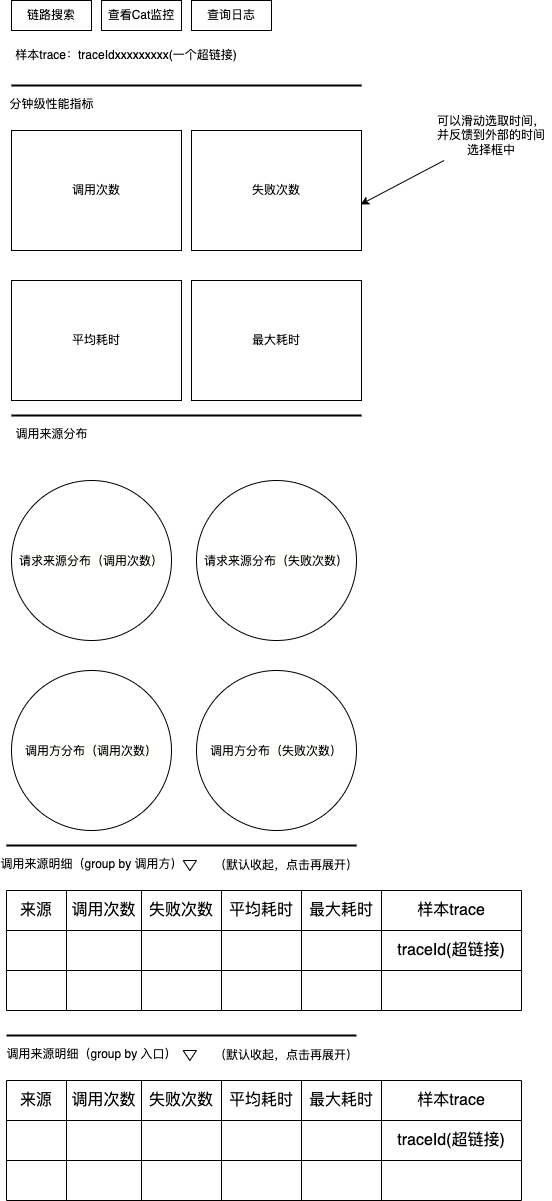 链路搜索 查看Cat监控 查询日志
样本trace：traceIdxxxxxxxxx(一个超链接)
分钟级性能指标
可以滑动选取时间，
并反馈到外部的时间
选择框中
调用次数 失败次数
平均耗时 最大耗时
调用来源分布
请求来源分布（调用次数） 请求来源分布（失败次数）
调用方分布（调用次数） 调用方分布（失败次数）
调用来源明细（group by 调用方） （默认收起，点击再展开）
来源 调用次数 失败次数 平均耗时 最大耗时 样本trace
traceId(超链接)
调用来源明细（group by 入口） （默认收起，点击再展开）
来源 调用次数 失败次数 平均耗时 最大耗时 样本trace
traceId(超链接)